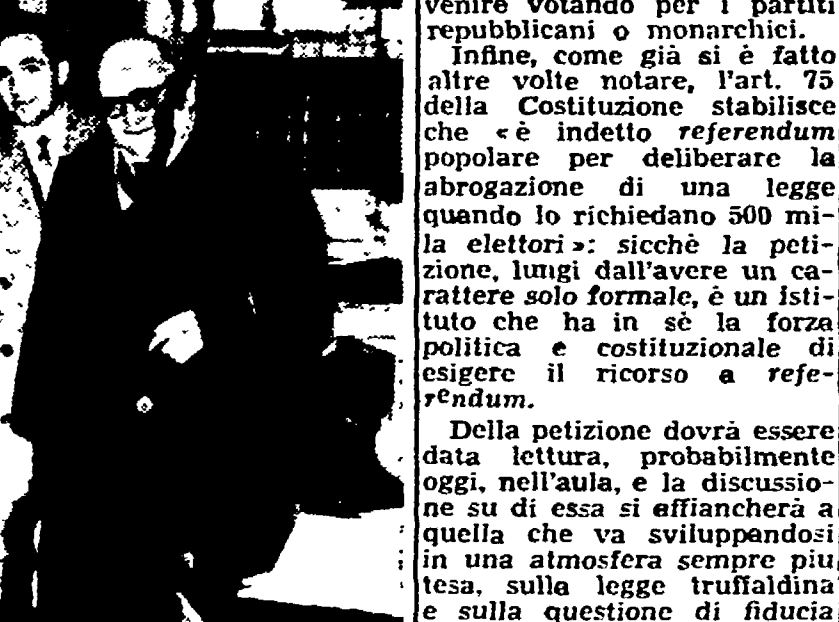 venire votando per i partiti
repubblicani o monarchici.
Infine, come già si è fatto
altre volte notare, l'art. 75
della Costituzione stabilisce
che «è indetto referendum
popolare per deliberare la
abrogazione di una legge
quando lo richiedano 500 mi-
la elettori»: sicchè la peti-
zione, lungi dall'avere un ca-
rattere solo formale, è un isti-
tuto che ha in sè la forza
politica e costituzionale di
esigere il ricorso a refe-
rendum.
Della petizione dovrà essere
data lettura, probabilmente
oggi, nell'aula, e la discussio-
ne su di essa si affiancherà a
quella che va sviluppandosi
in una atmosfera sempre piu
tesa, sulla legge truffaldina
e sulla questione di fiducia